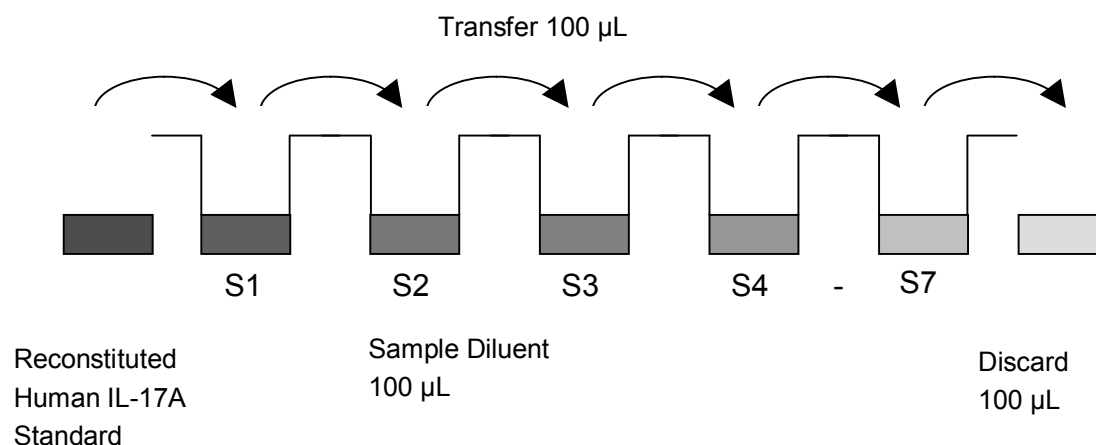 Transfer 100 µL
S1 S2 S3 S4 - S7
Reconstituted
Human IL-17A
Standard
Sample Diluent
100 µL
Discard
100 µL